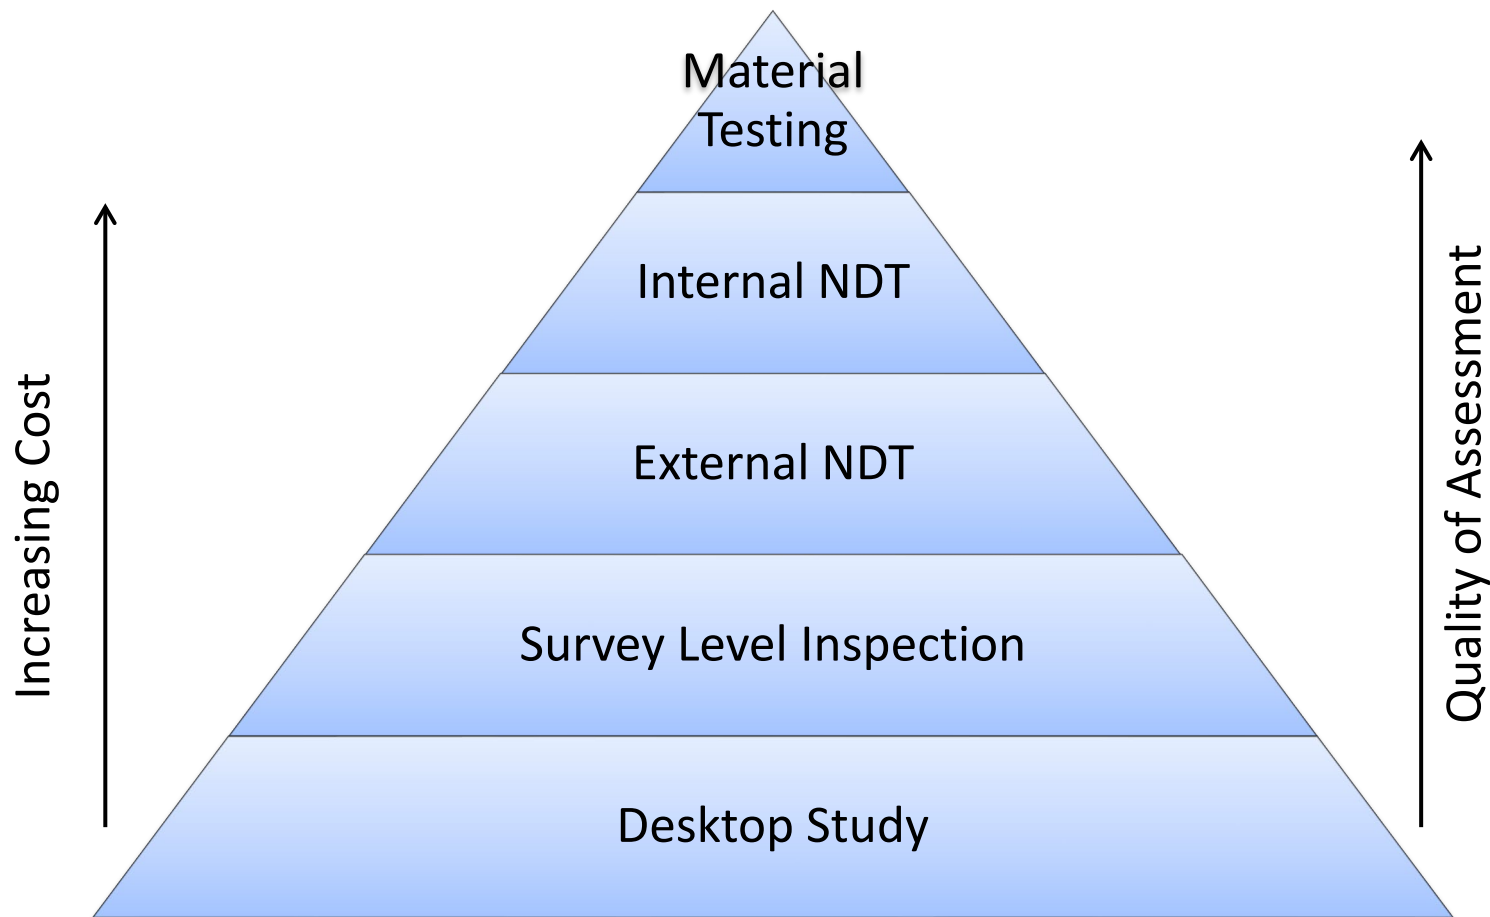 Material
Testing
Internal NDT
External NDT
Survey Level Inspection
Desktop Study
Increasing Cost
Quality of Assessment